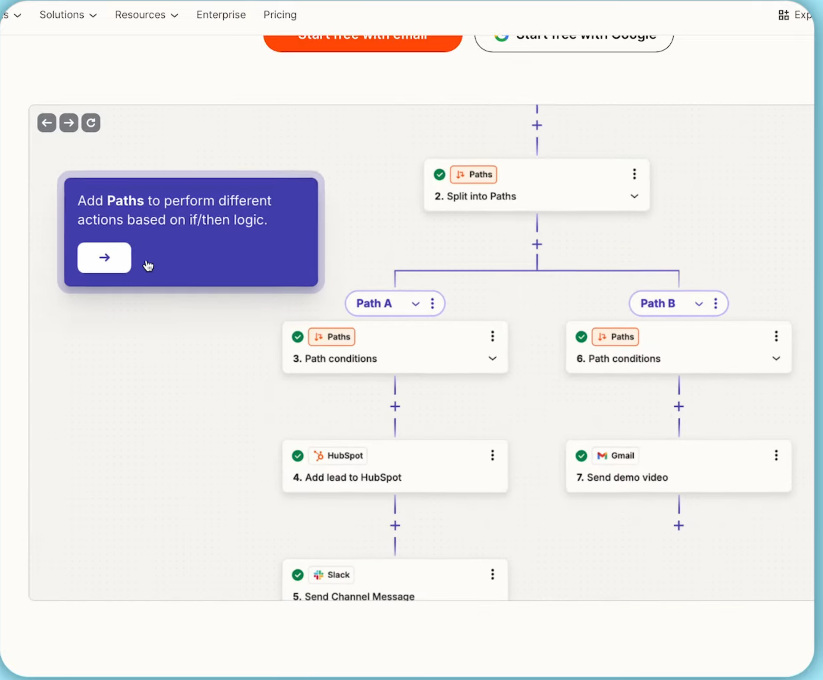 Solutions
Resources
Enterprise
Pricing
Start free with email
Start free with Google
Add Paths to perform different
actions based on if/then logic.
Paths
2. Split into Paths
Path A
Path B
Paths
3. Path conditions
Paths
6. Path conditions
HubSpot
4. Add lead to HubSpot
Gmail
7. Send demo video
Slack
5. Send Channel Message